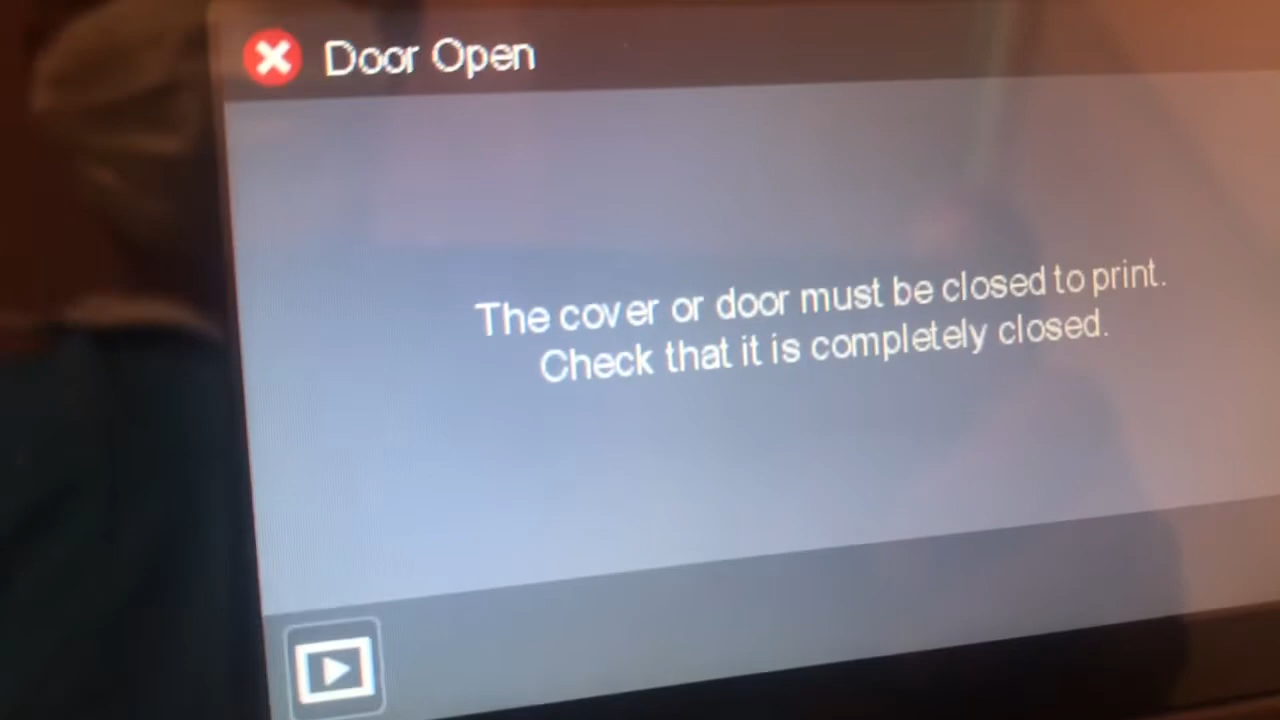 Door Open
The cover or door must be closed to print.
Check that it is completely closed.